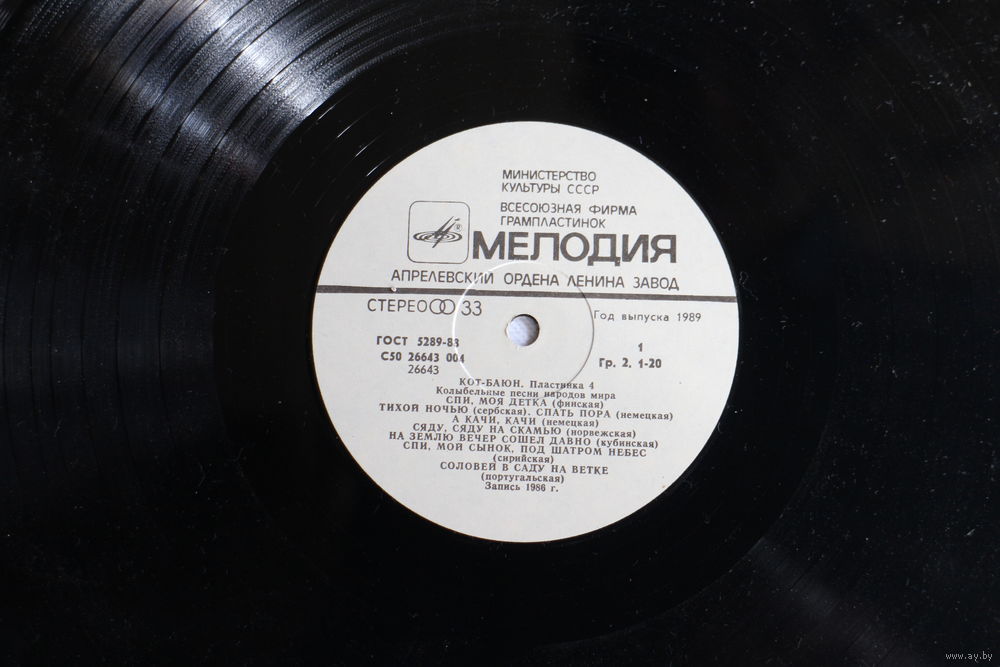 МИНИСТЕРСТВО
КУЛЬТУРЫ СССР
ВСЕСОЮЗНАЯ ФИРМА
ГРАМПЛАСТИНОК
МЕЛОДИЯ
АПРЕЛЕВСКИЙ ОРДЕНА ЛЕНИНА ЗАВОД
СТЕРЕО 33
Год выпуска 1989
ГОСТ 5289-88
1
С50 26643 004
Гр. 2. 1-20
26643
КОТ-БАЮН. Пластинка 4
Колыбельные песни народов мира
СПИ, МОЯ ДЕТКА (финская)
ТИХОЙ НОЧЬЮ (сербская). СПАТЬ ПОРА (немецкая)
А КАЧИ, КАЧИ (немецкая)
СЯДУ, СЯДУ НА СКАМЬЮ (норвежская)
НА ЗЕМЛЮ ВЕЧЕР СОШЕЛ ДАВНО (кубинская)
СПИ, МОЙ СЫНОК, ПОД ШАТРОМ НЕБЕС
(сирийская)
СОЛОВЕЙ В САДУ НА ВЕТКЕ
(португальская)
Запись 1986 г.
www.ay.by